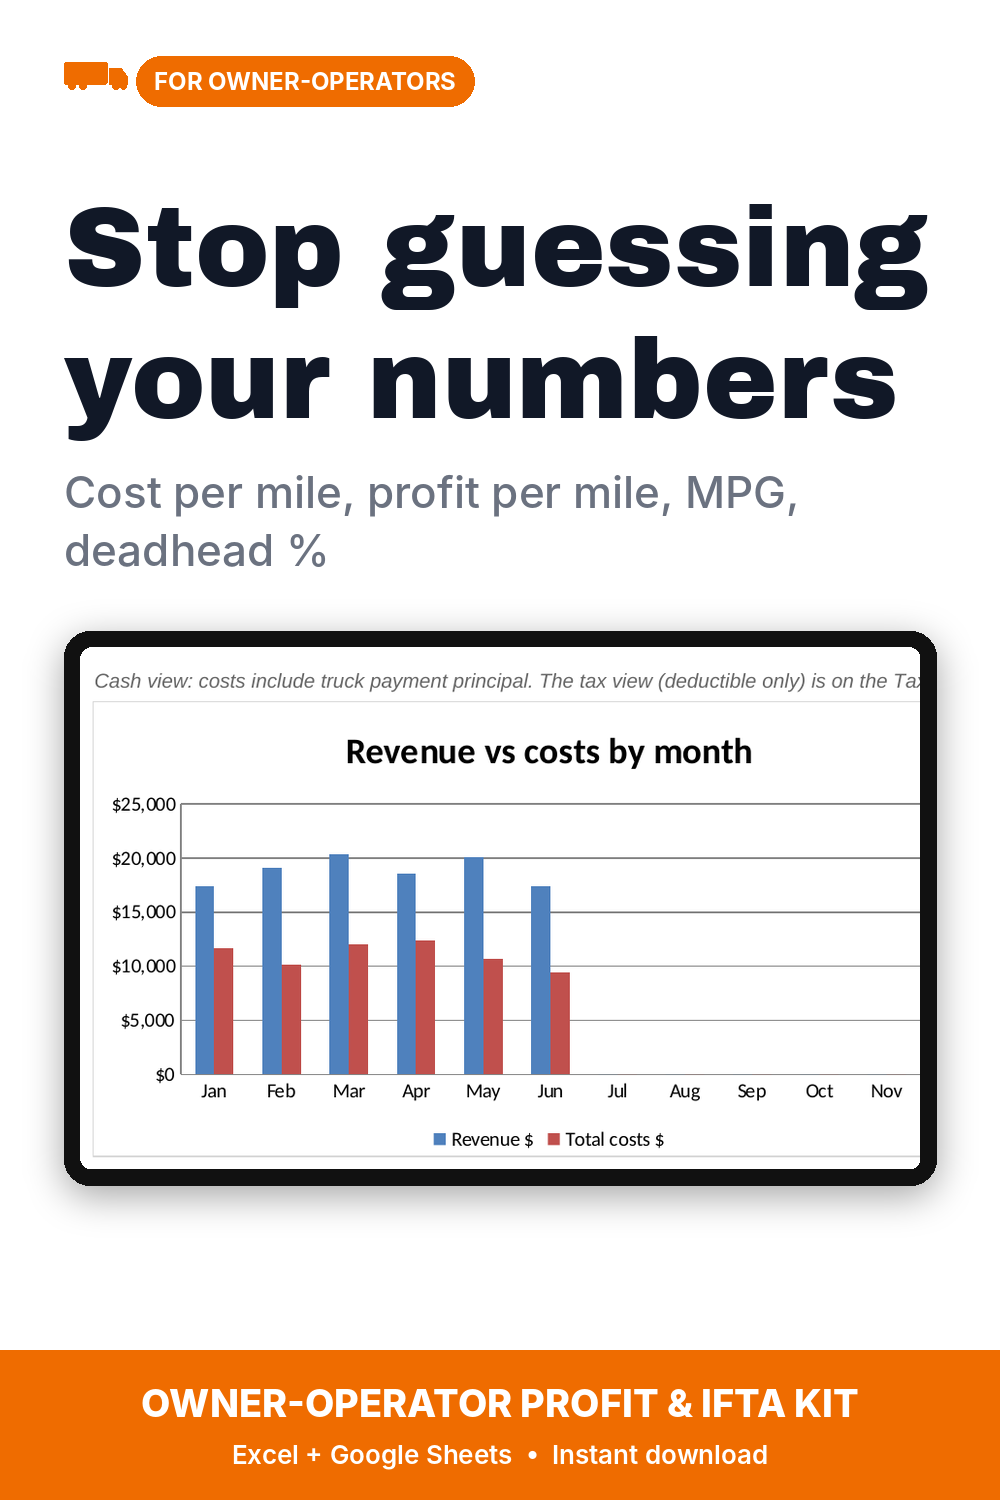 FOR OWNER-OPERATORS
Stop guessing
your numbers
Cost per mile, profit per mile, MPG,
deadhead %
Cash view: costs include truck payment principal. The tax view (deductible only) is on the Tax
Revenue vs costs by month
$25,000
$20,000
$15,000
$10,000
$5,000
$0
Jan Feb Mar Apr May Jun Jul Aug Sep Oct Nov
Revenue $ Total costs $
OWNER-OPERATOR PROFIT & IFTA KIT
Excel + Google Sheets • Instant download